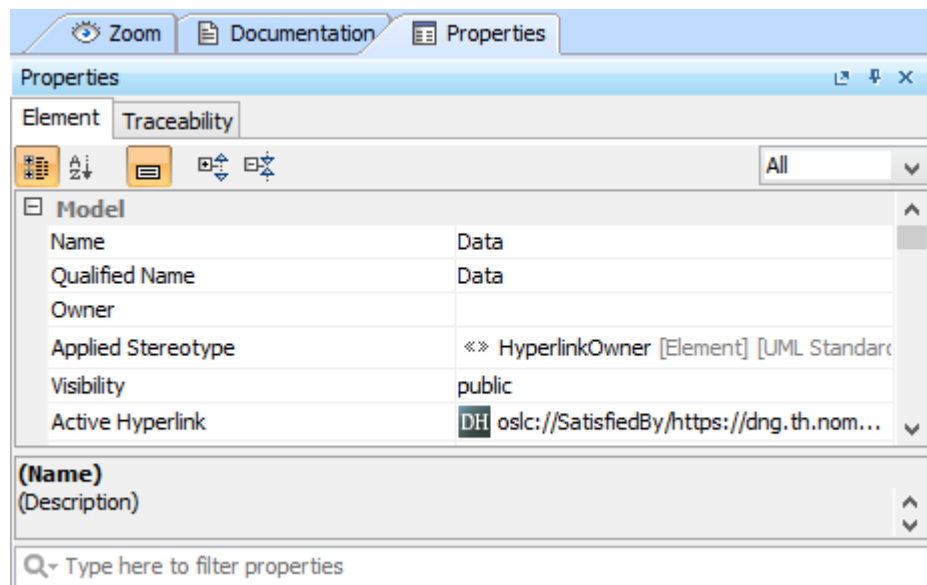 Zoom Documentation Properties
Properties
Element Traceability
All
Model
Name Data
Qualified Name Data
Owner
Applied Stereotype «» HyperlinkOwner [Element] [UML Standard
Visibility public
Active Hyperlink DH oslc://SatisfiedBy/https://dng.th.nom...
(Name)
(Description)
Type here to filter properties